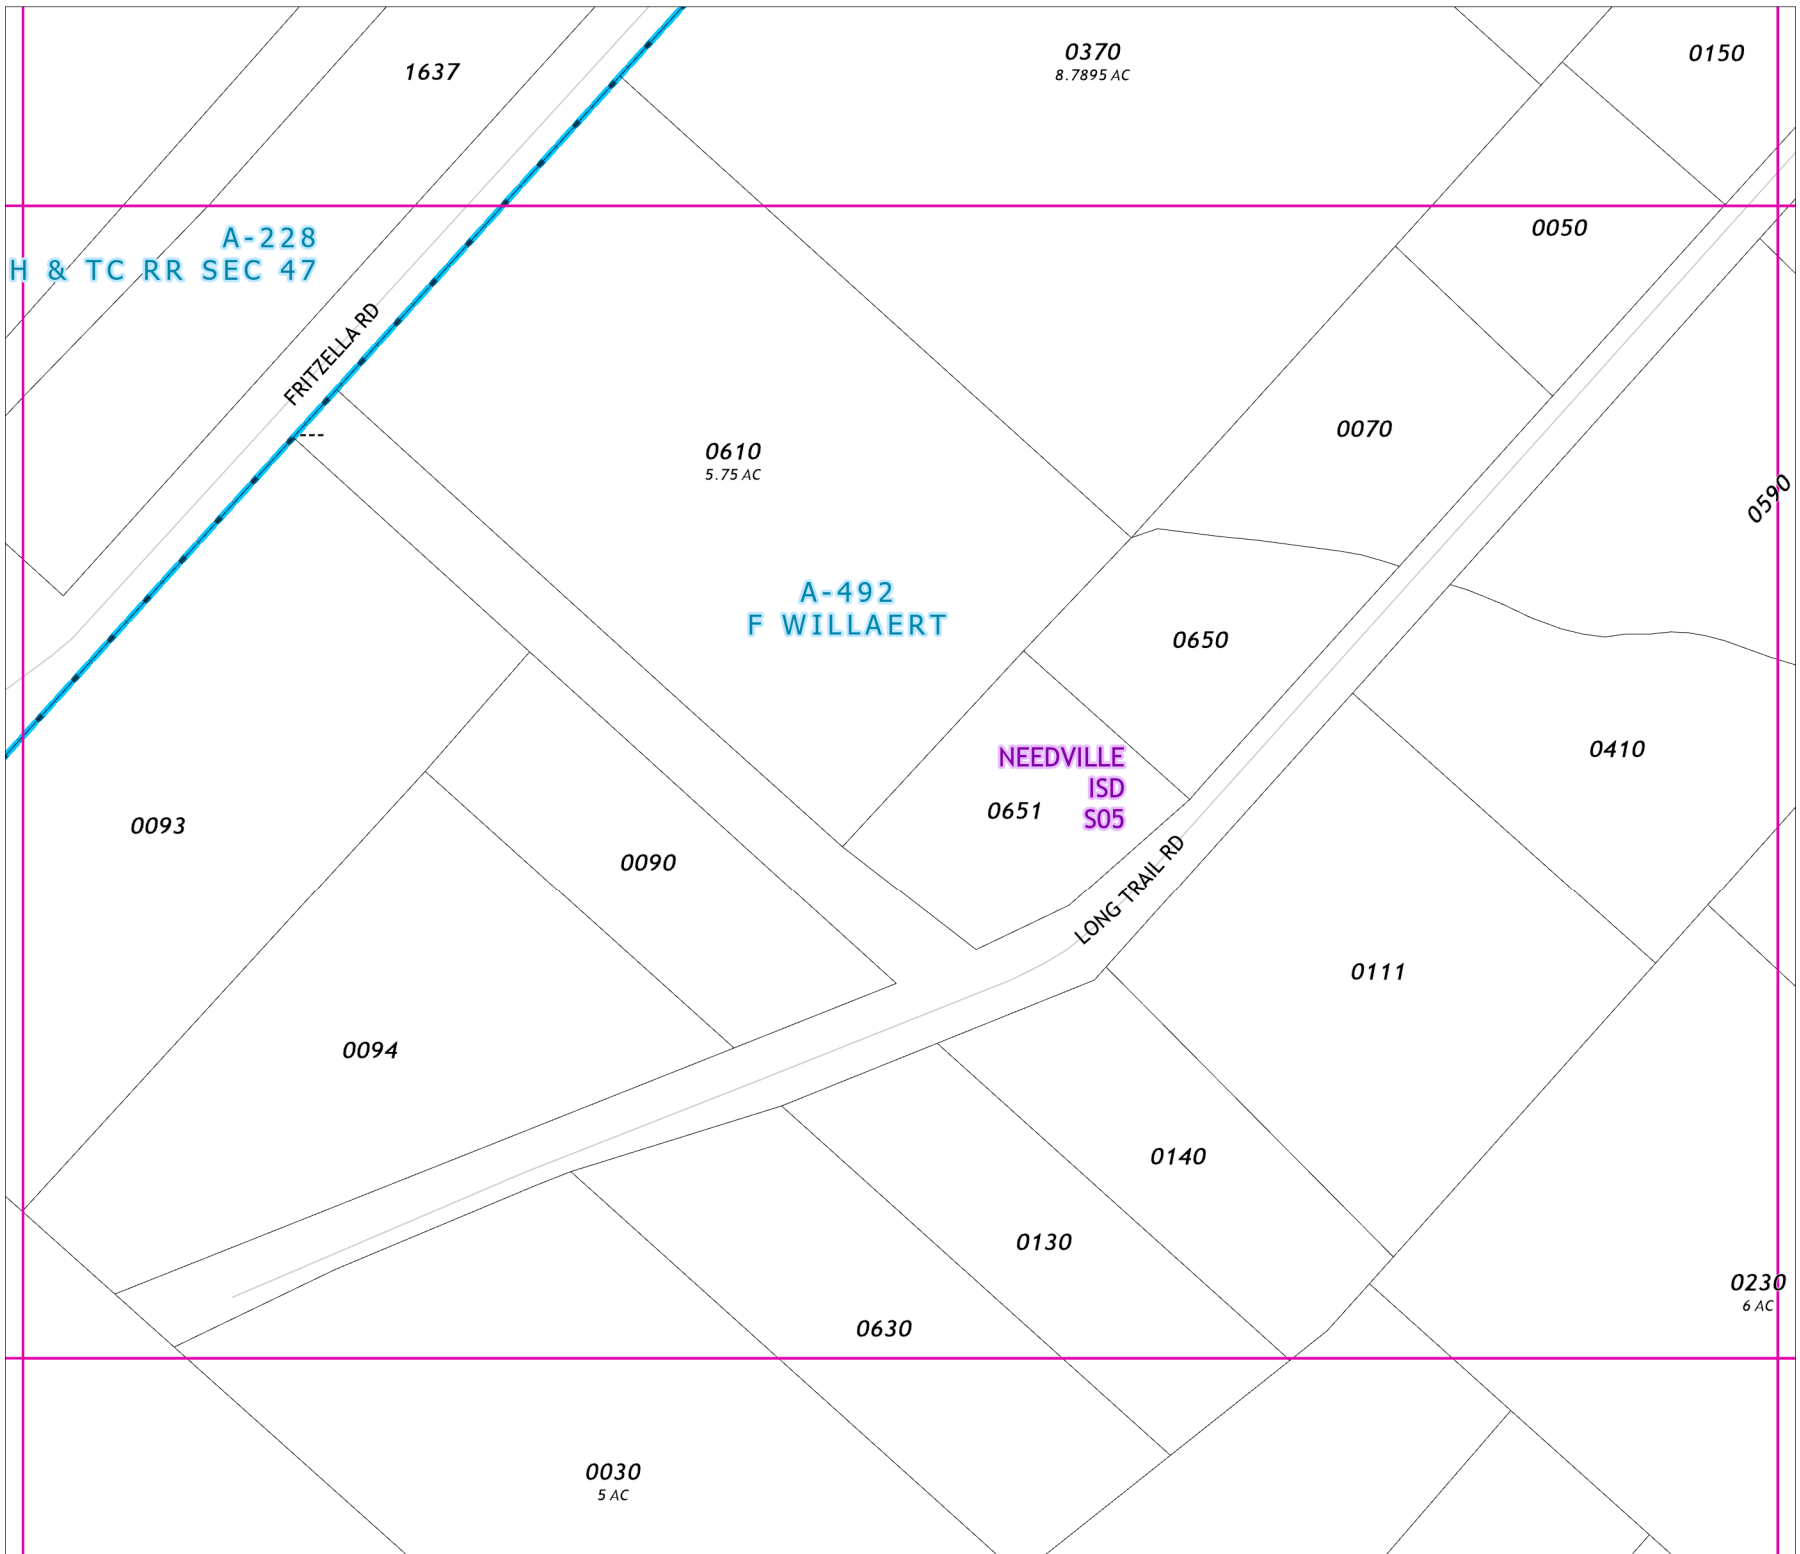 0370
8.7895 AC
0150
1637
0050
A-228
H & TC RR SEC 47
FRITZELLA RD
0070
0610
5.75 AC
0590
A-492
F WILLAERT
0650
0410
NEEDVILLE
ISD
S05
0651
0093
0090
LONG TRAIL RD
0111
0094
0140
0130
0230
6 AC
0630
0030
5 AC